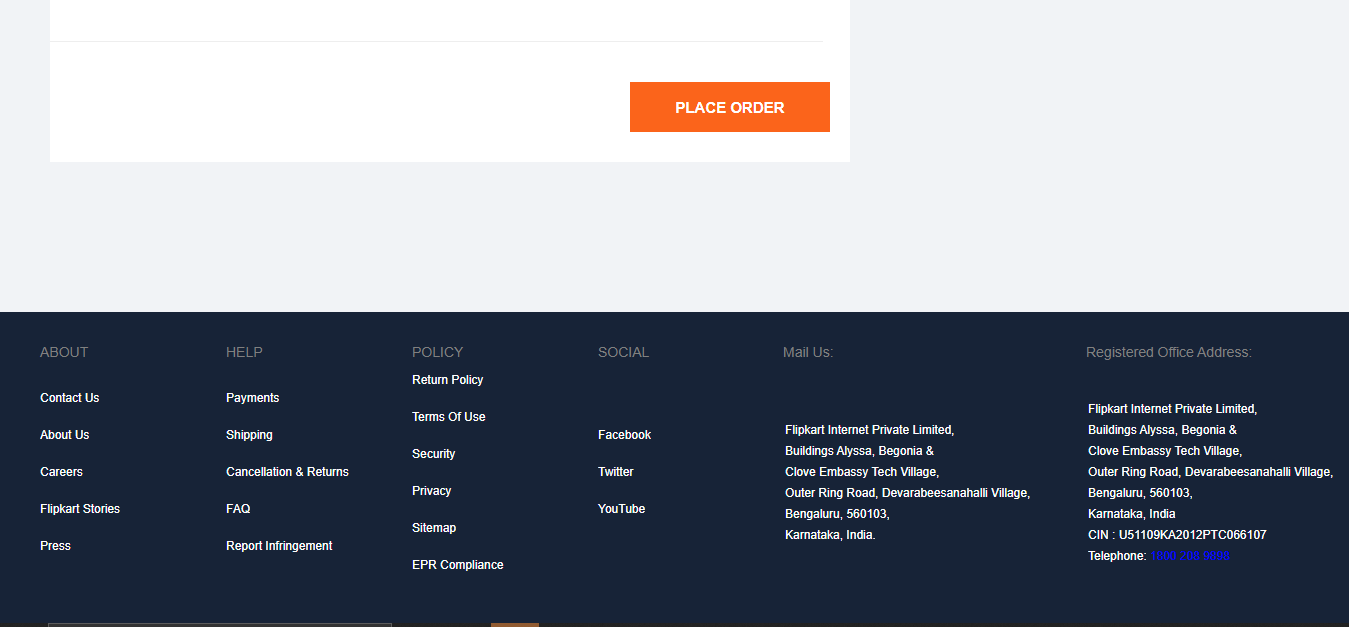 PLACE ORDER
ABOUT
Contact Us
About Us
Careers
Flipkart Stories
Press
HELP
Payments
Shipping
Cancellation & Returns
FAQ
Report Infringement
POLICY
Return Policy
Terms Of Use
Security
Privacy
Sitemap
EPR Compliance
SOCIAL
Facebook
Twitter
YouTube
Mail Us:
Flipkart Internet Private Limited,
Buildings Alyssa, Begonia &
Clove Embassy Tech Village,
Outer Ring Road, Devarabeesanahalli Village,
Bengaluru, 560103,
Karnataka, India.
Registered Office Address:
Flipkart Internet Private Limited,
Buildings Alyssa, Begonia &
Clove Embassy Tech Village,
Outer Ring Road, Devarabeesanahalli Village,
Bengaluru, 560103,
Karnataka, India
CIN : U51109KA2012PTC066107
Telephone: